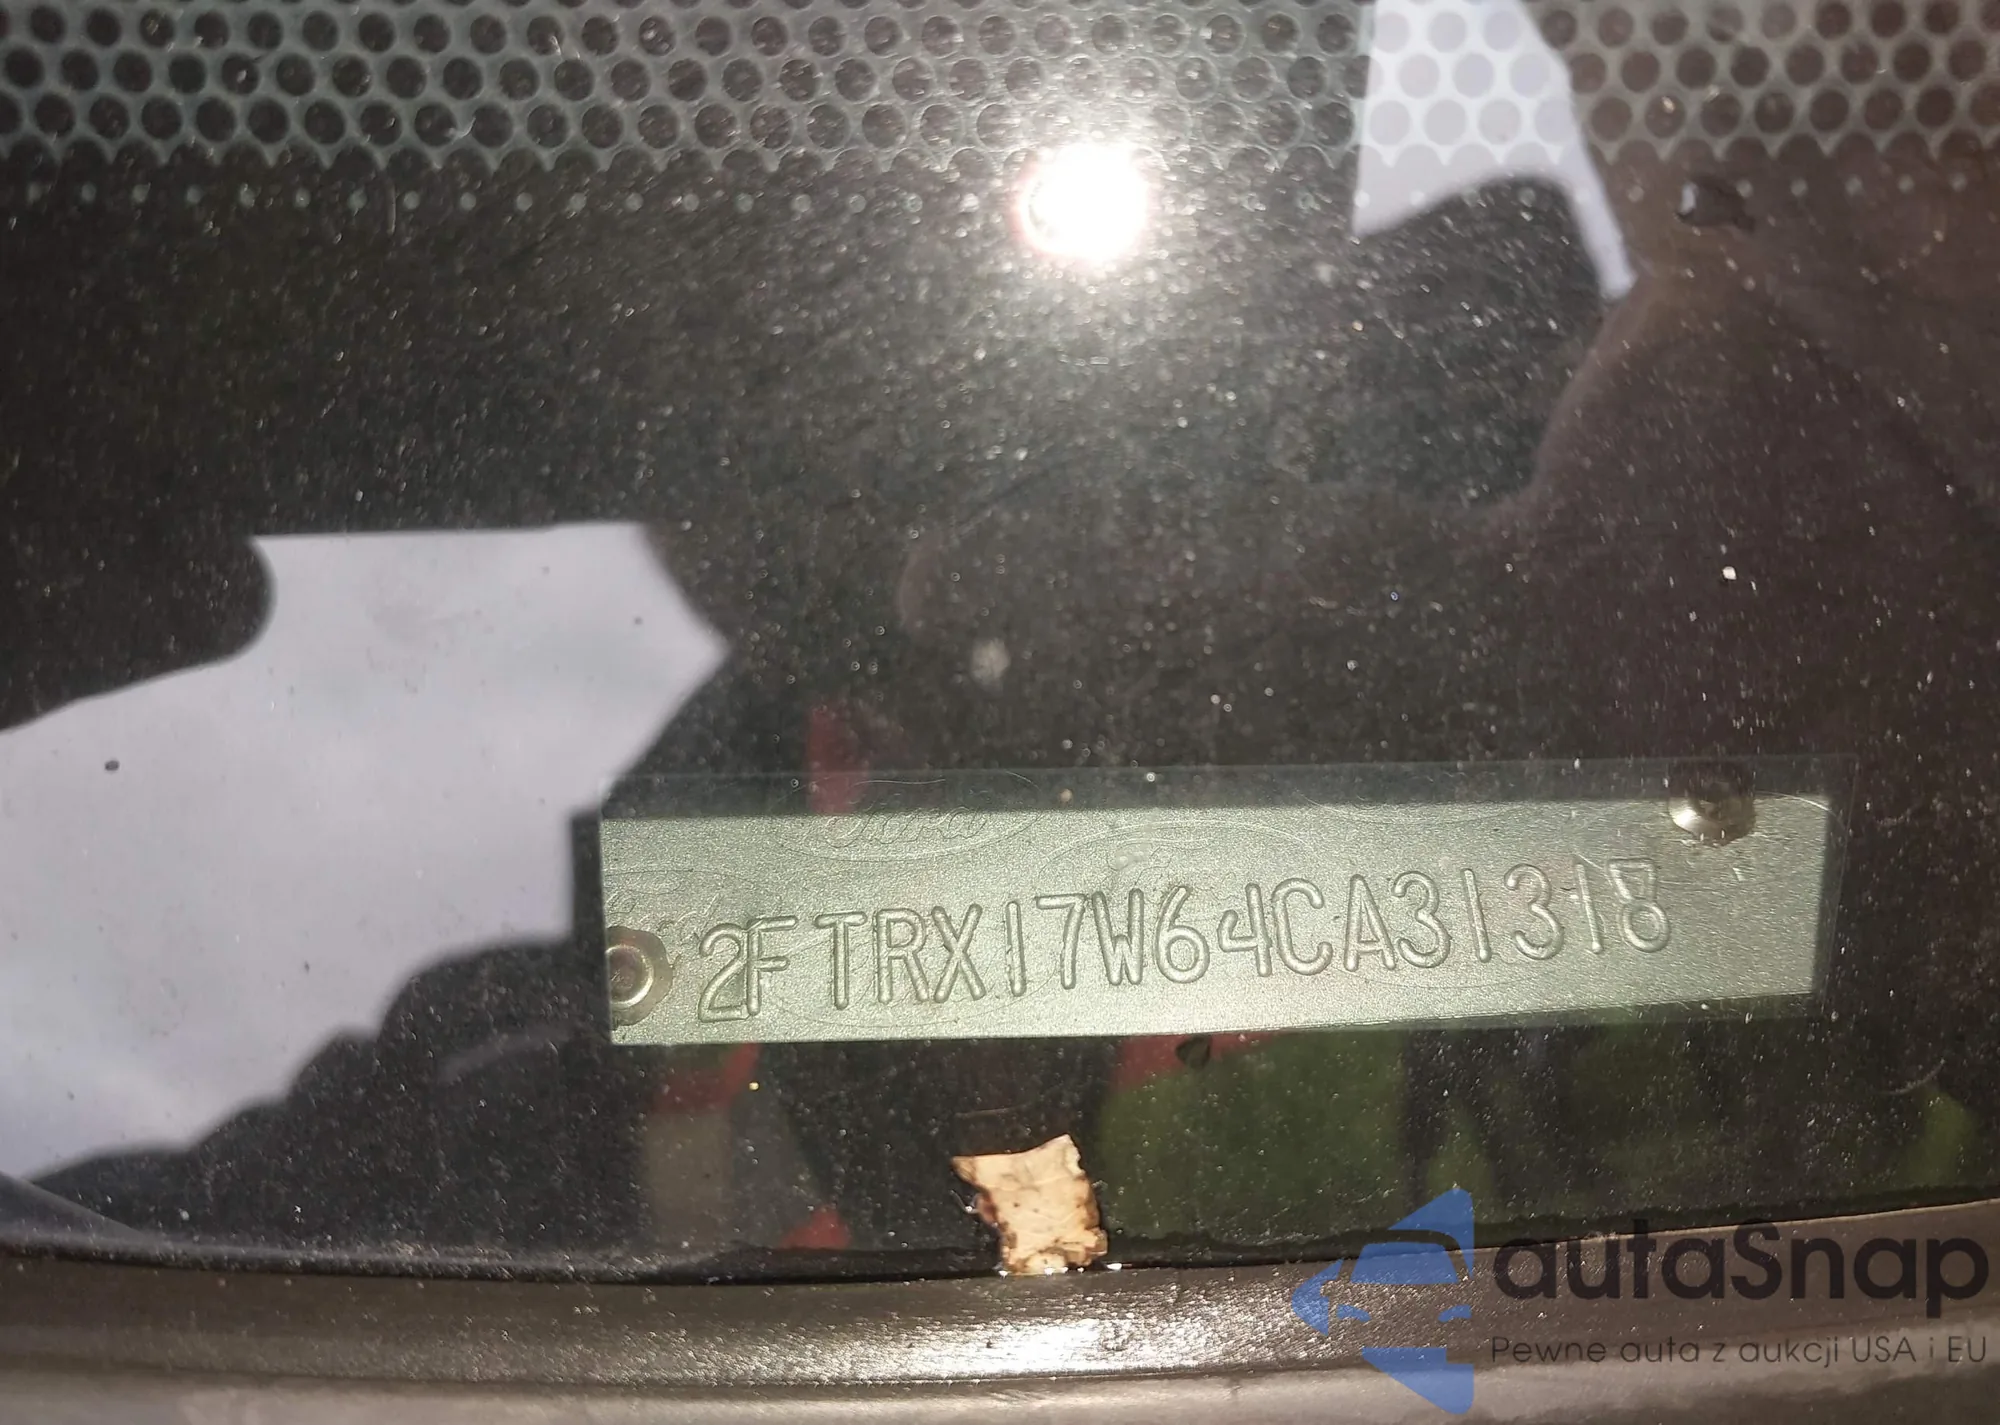 2FTRX17W64CA31318
autaSnap
Pewne auta z aukcji USA i EU